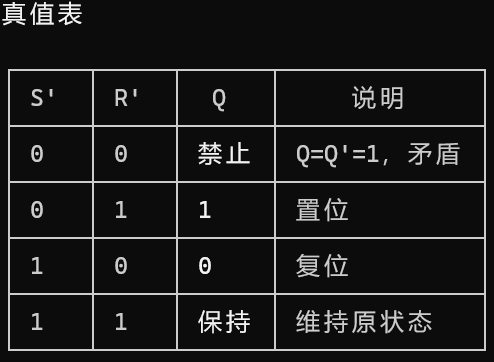 真值表
S' R' Q 说明
0 0 禁止 Q=Q'=1, 矛盾
0 1 1 置位
1 0 0 复位
1 1 保持 维持原状态